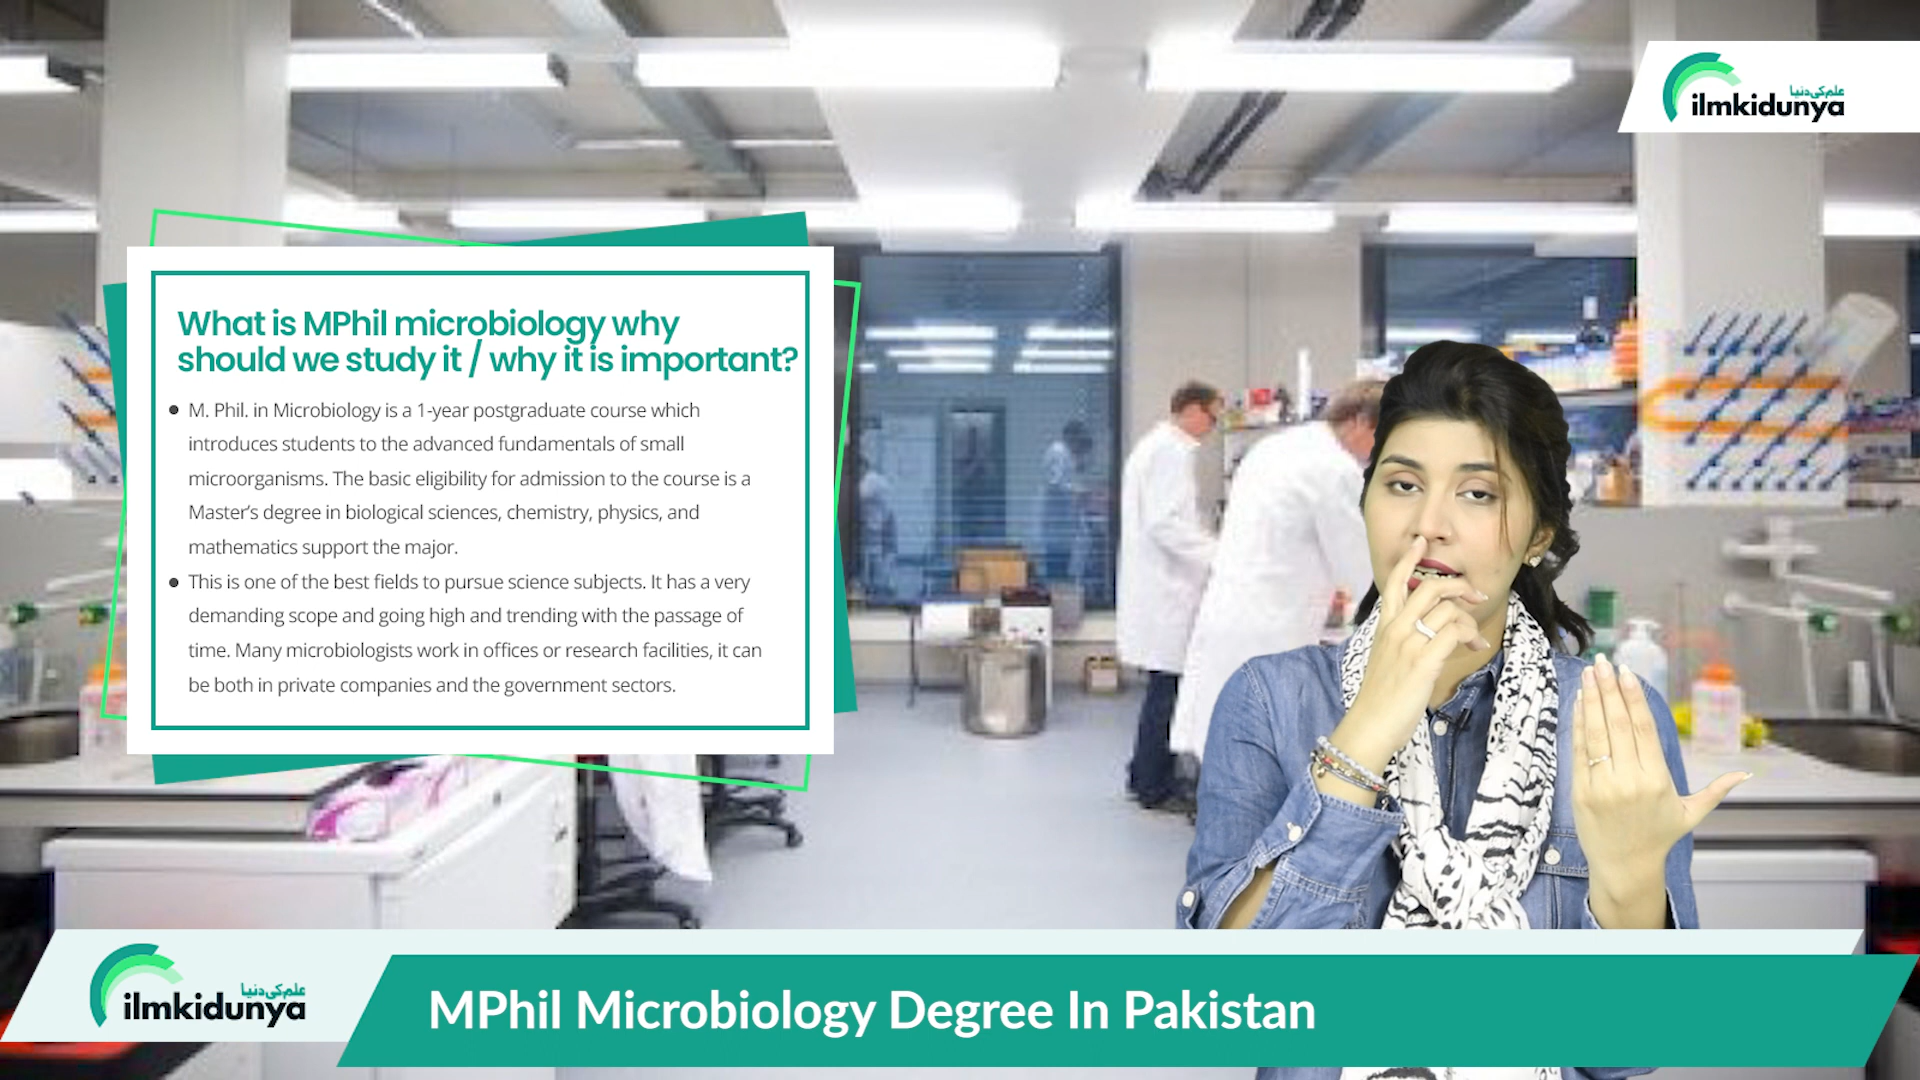 علم کی دنیا
ilmkidunya
What is MPhil microbiology why
should we study it / why it is important?
● M. Phil. in Microbiology is a 1-year postgraduate course which
introduces students to the advanced fundamentals of small
microorganisms. The basic eligibility for admission to the course is a
Master’s degree in biological sciences, chemistry, physics, and
mathematics support the major.
● This is one of the best fields to pursue science subjects. It has a very
demanding scope and going high and trending with the passage of
time. Many microbiologists work in offices or research facilities, it can
be both in private companies and the government sectors.
علم کی دنیا
ilmkidunya
MPhil Microbiology Degree In Pakistan